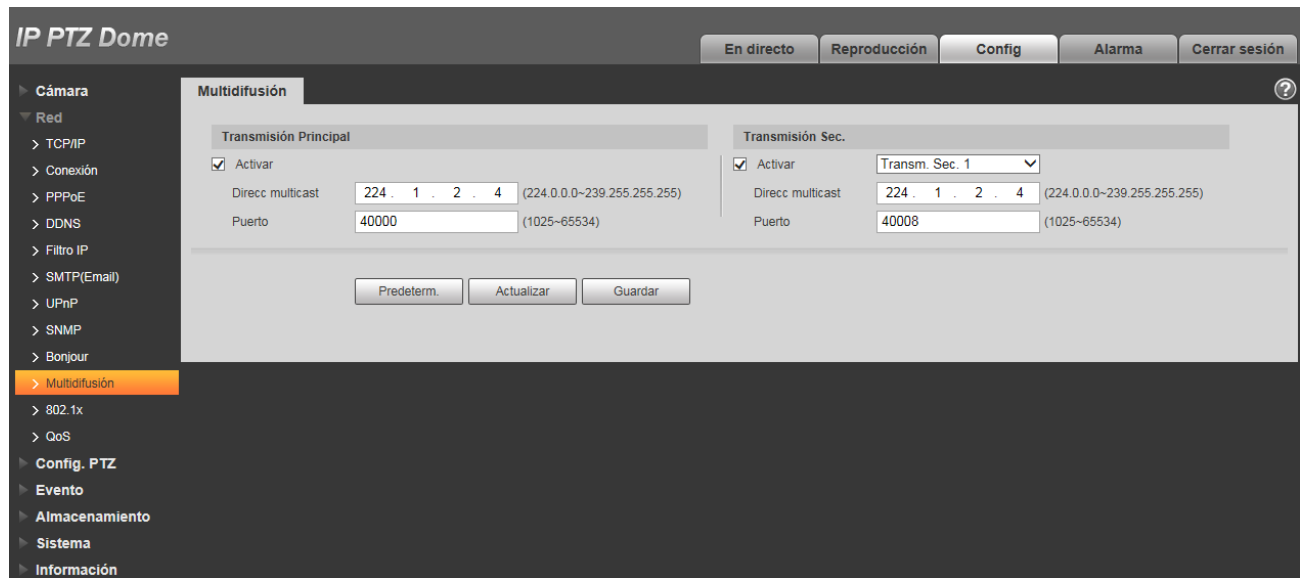 IP PTZ Dome
En directo Reproducción Config Alarma Cerrar sesión
Cámara
Red
> TCP/IP
> Conexión
> PPPoE
> DDNS
> Filtro IP
> SMTP(Email)
> UPnP
> SNMP
> Bonjour
> Multidifusión
> 802.1x
> QoS
Config. PTZ
Evento
Almacenamiento
Sistema
Información
Multidifusión ?
Transmisión Principal
Activar
Direcc multicast 224 . 1 . 2 . 4 (224.0.0.0~239.255.255.255)
Puerto 40000 (1025~65534)
Transmisión Sec.
Activar Transm. Sec. 1
Direcc multicast 224 . 1 . 2 . 4 (224.0.0.0~239.255.255.255)
Puerto 40008 (1025~65534)
Predeterm. Actualizar Guardar